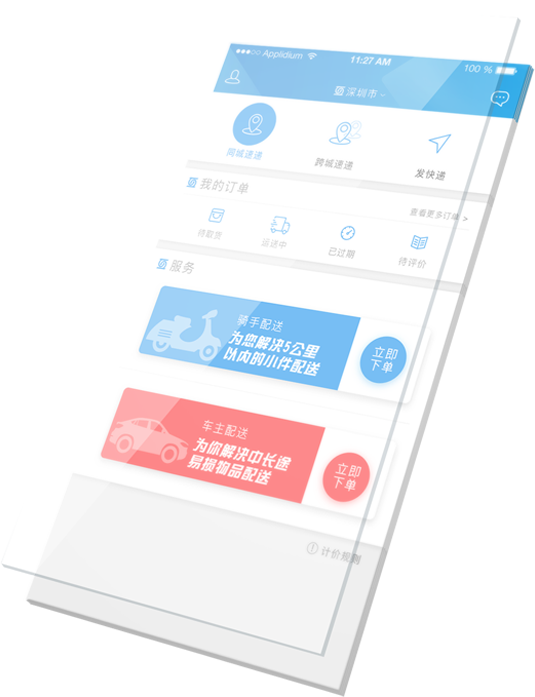 Applidium 11:27 AM 100 %
深圳市
同城速递 跨城速递 发快递
我的订单
查看更多订单 >
待取货 运送中 已过期 待评价
服务
骑手配送
为您解决5公里
以内的小件配送
立即
下单
车主配送
为你解决中长途
易损物品配送
立即
下单
计价规则